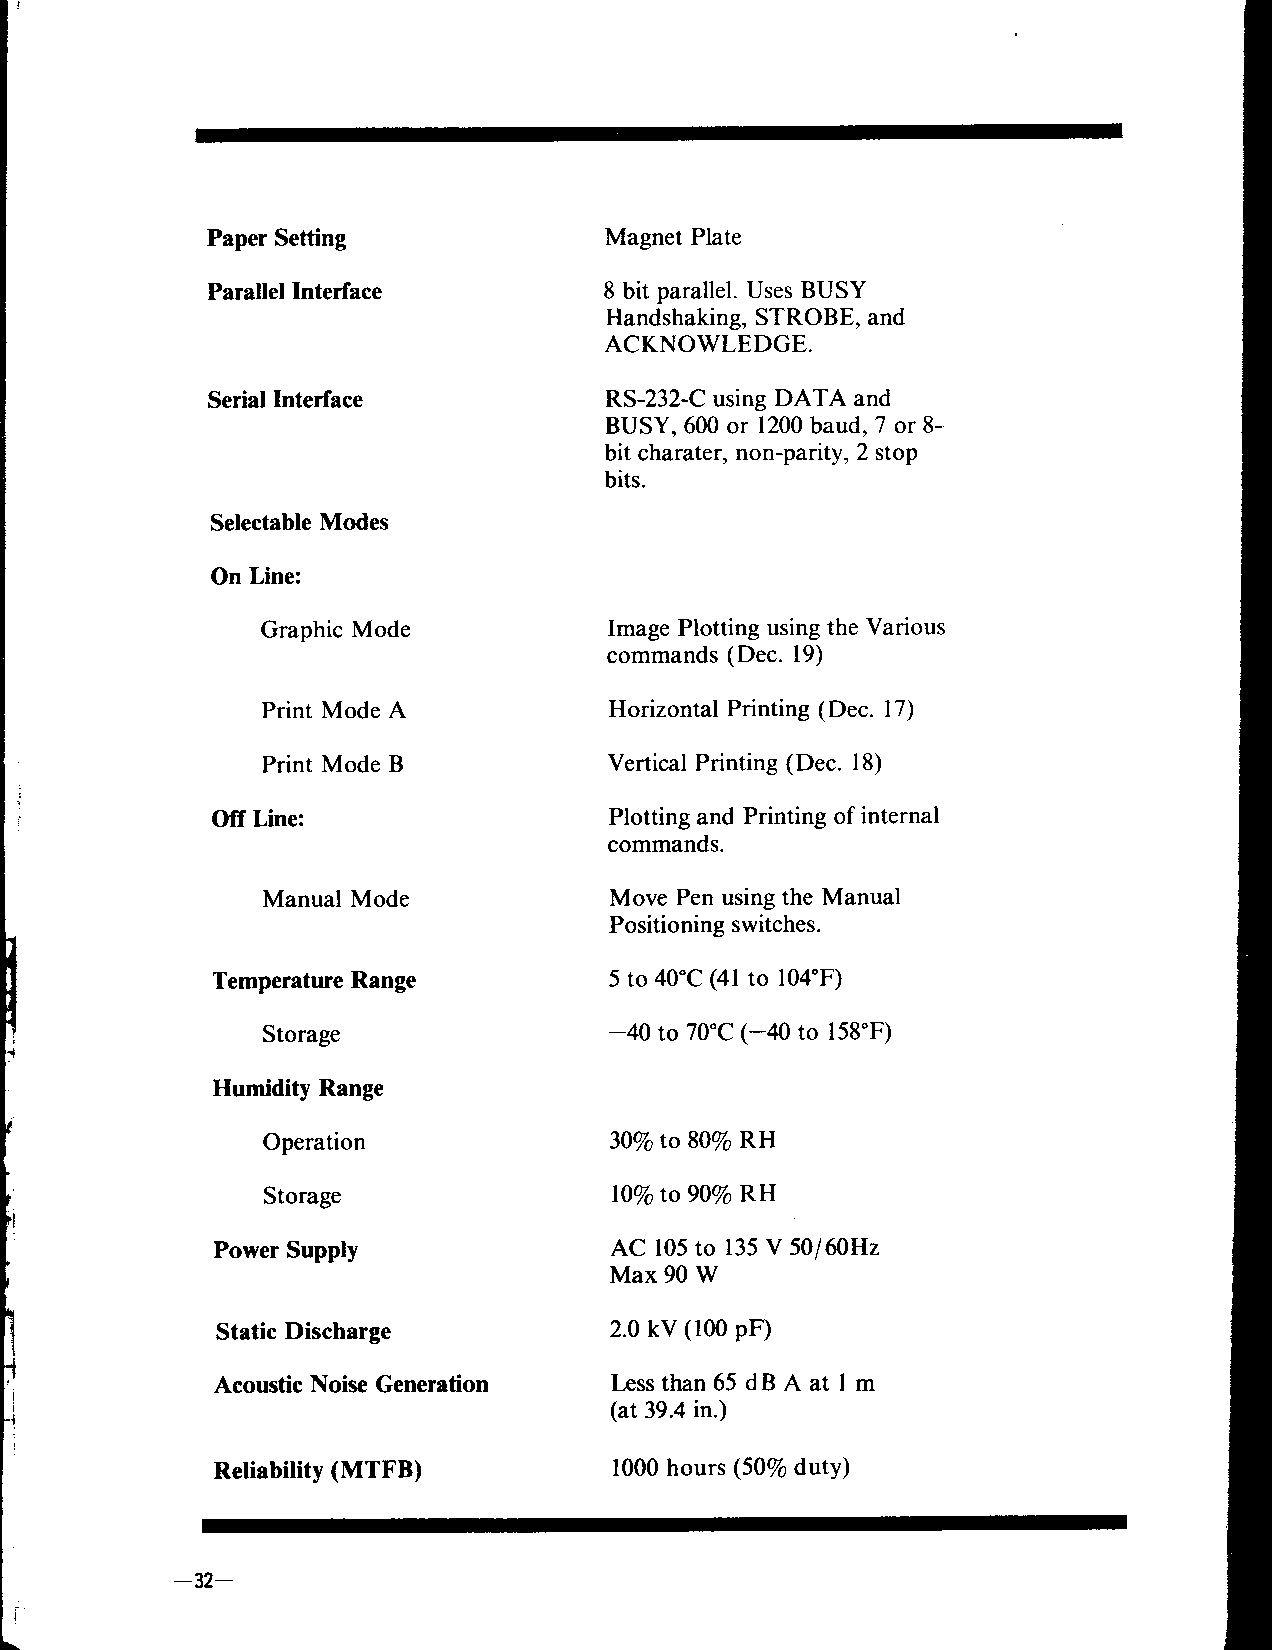 Paper Setting Magnet Plate
Parallel Interface 8 bit parallel. Uses BUSY
Handshaking, STROBE, and
ACKNOWLEDGE.
Serial Interface RS-232-C using DATA and
BUSY, 600 or 1200 baud, 7 or 8-
bit charater, non-parity, 2 stop
bits.
Selectable Modes
On Line:
Graphic Mode Image Plotting using the Various
commands (Dec. 19)
Print Mode A Horizontal Printing (Dec. 17)
Print Mode B Vertical Printing (Dec. 18)
Off Line: Plotting and Printing of internal
commands.
Manual Mode Move Pen using the Manual
Positioning switches.
Temperature Range 5 to 40°C (41 to 104°F)
Storage —40 to 70°C (—40 to 158°F)
Humidity Range
Operation 30% to 80% RH
Storage 10% to 90% RH
Power Supply AC 105 to 135 V 50/60Hz
Max 90 W
Static Discharge 2.0 kV (100 pF)
Acoustic Noise Generation Less than 65 dB A at 1 m
(at 39.4 in.)
Reliability (MTFB) 1000 hours (50% duty)
—32—